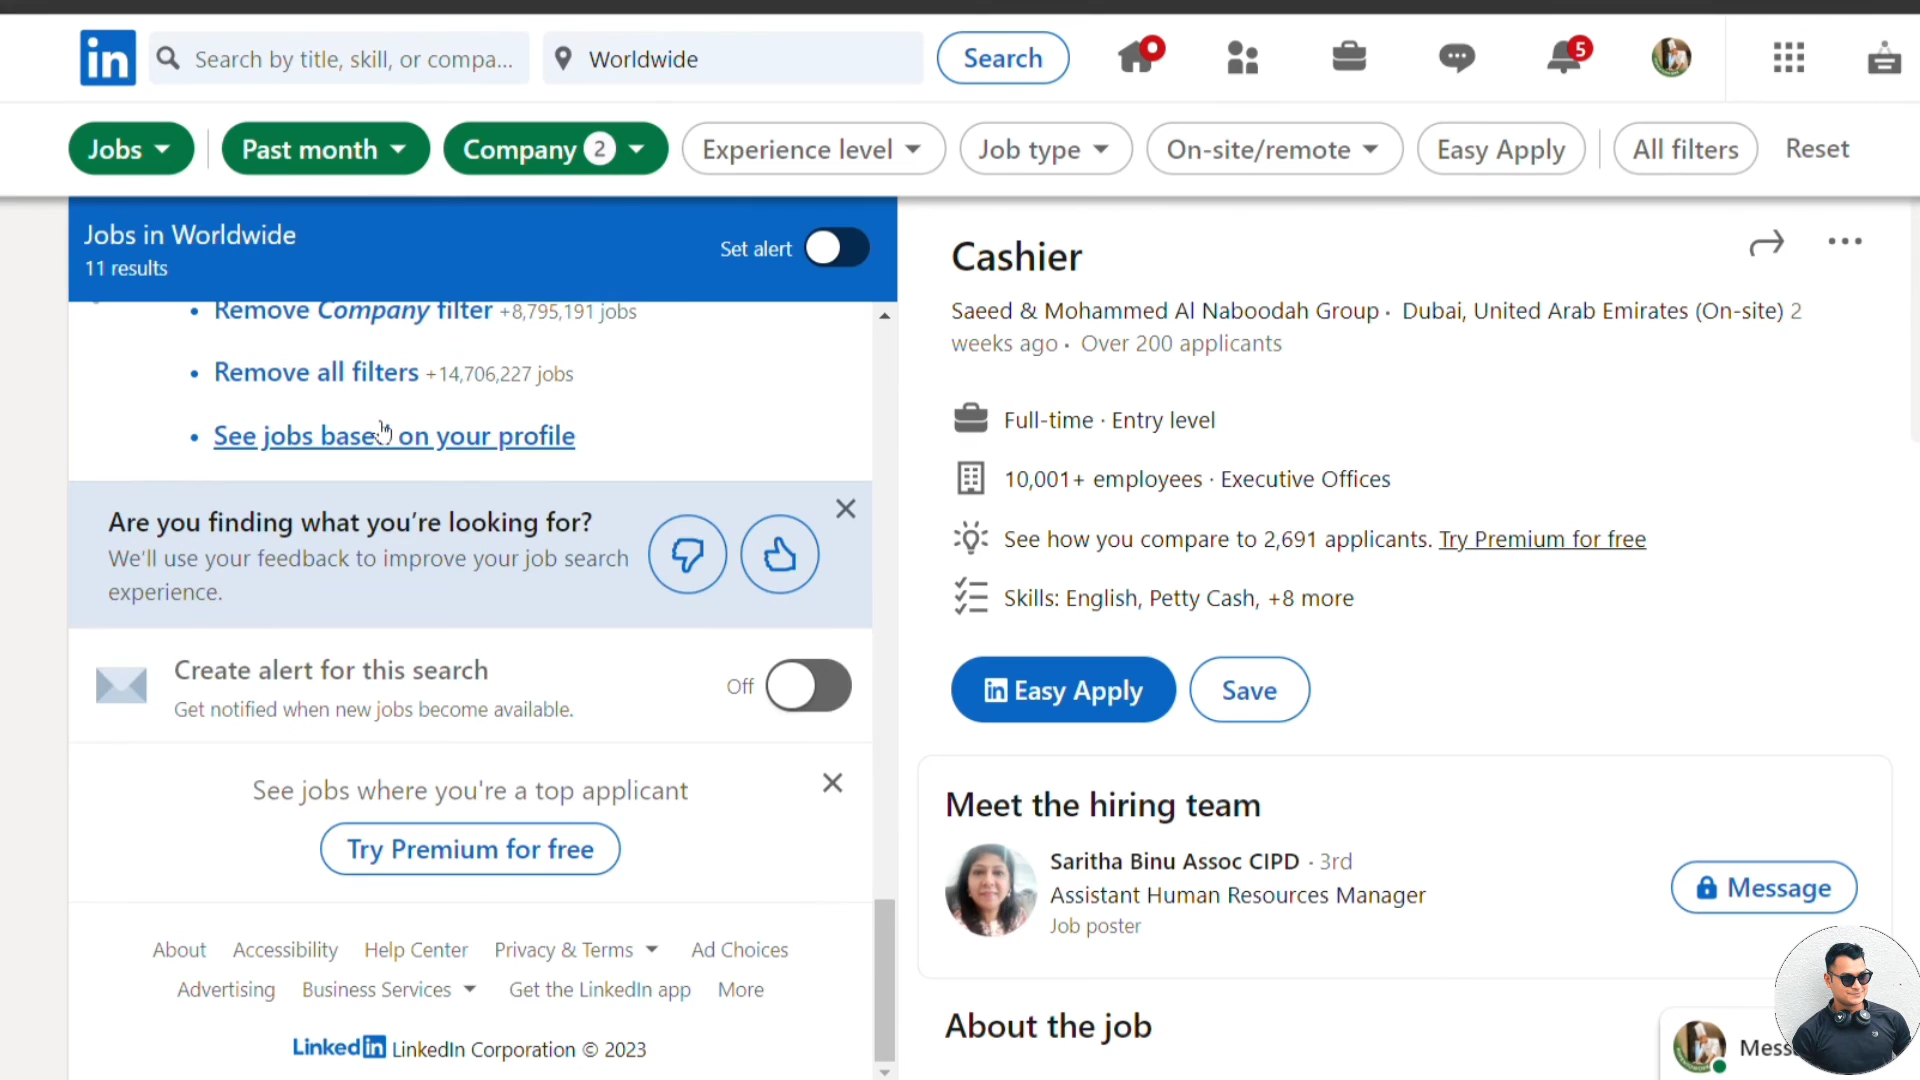 in
Search by title, skill, or compa...
Worldwide
Search
5
Jobs
Past month
Company 2
Experience level
Job type
On-site/remote
Easy Apply
All filters
Reset
Jobs in Worldwide
11 results
Set alert
Remove Company filter +8,795,191 jobs
Remove all filters +14,706,227 jobs
See jobs based on your profile
Are you finding what you’re looking for?
We'll use your feedback to improve your job search
experience.
Create alert for this search
Get notified when new jobs become available.
Off
See jobs where you're a top applicant
Try Premium for free
About Accessibility Help Center Privacy & Terms Ad Choices
Advertising Business Services Get the LinkedIn app More
LinkedIn LinkedIn Corporation © 2023
Cashier
Saeed & Mohammed Al Naboodah Group · Dubai, United Arab Emirates (On-site) 2
weeks ago · Over 200 applicants
Full-time · Entry level
10,001+ employees · Executive Offices
See how you compare to 2,691 applicants. Try Premium for free
Skills: English, Petty Cash, +8 more
in Easy Apply
Save
Meet the hiring team
Saritha Binu Assoc CIPD · 3rd
Assistant Human Resources Manager
Job poster
Message
About the job